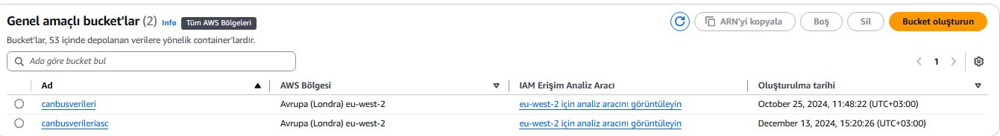 Genel amaçlı bucket'lar (2) Info Tüm AWS Bölgeleri
ARN'yi kopyala Boş Sil Bucket oluşturun
Bucket'lar, S3 içinde depolanan verilere yönelik container'lardır.
Ada göre bucket bul
1
Ad AWS Bölgesi IAM Erişim Analiz Aracı Oluşturulma tarihi
canbusverileri Avrupa (Londra) eu-west-2 eu-west-2 için analiz aracını görüntüleyin October 25, 2024, 11:48:22 (UTC+03:00)
canbusverileriasc Avrupa (Londra) eu-west-2 eu-west-2 için analiz aracını görüntüleyin December 13, 2024, 15:20:26 (UTC+03:00)